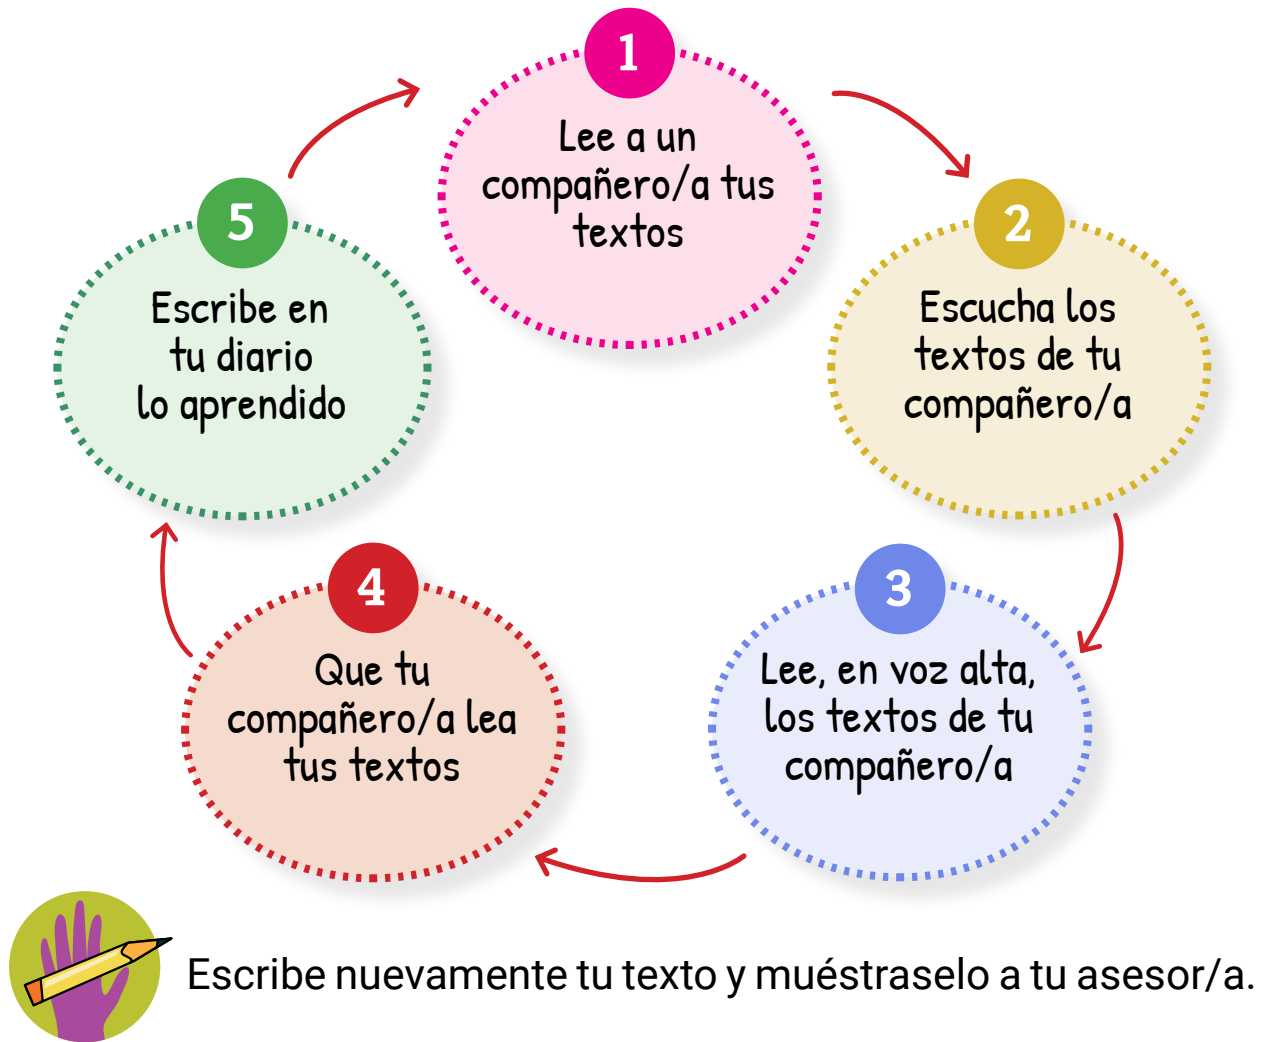 1
Lee a un
compañero/a tus
textos
2
Escucha los
textos de tu
compañero/a
3
Lee, en voz alta,
los textos de tu
compañero/a
4
Que tu
compañero/a lea
tus textos
5
Escribe en
tu diario
lo aprendido
Escribe nuevamente tu texto y muéstraselo a tu asesor/a.